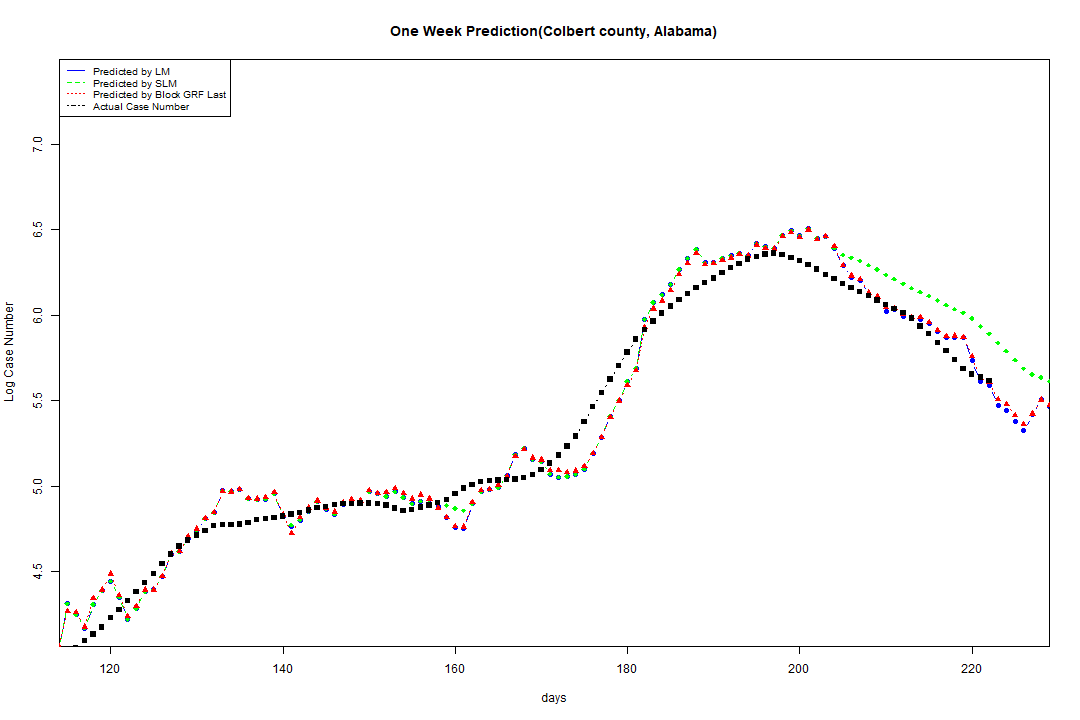 One Week Prediction(Colbert county, Alabama)
Predicted by LM
Predicted by SLM
Predicted by Block GRF Last
Actual Case Number
7.0
6.5
6.0
5.5
5.0
4.5
Log Case Number
120 140 160 180 200 220
days